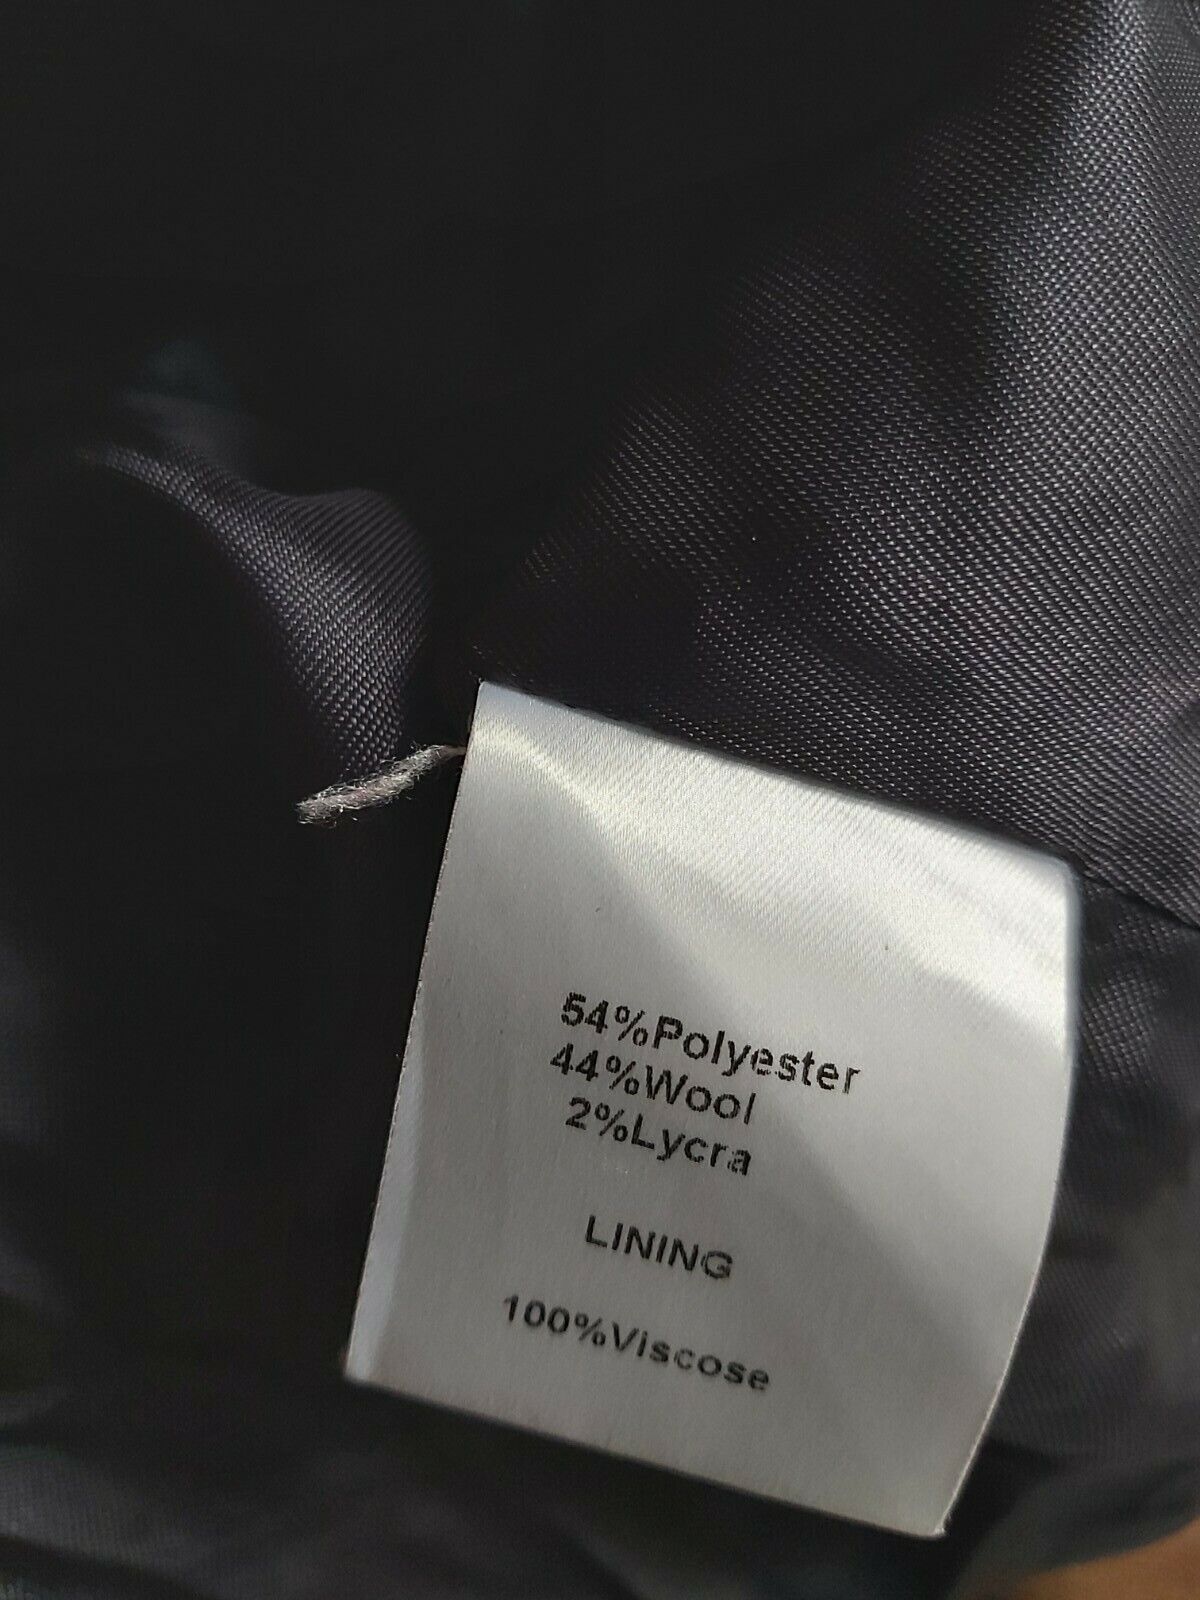 54%Polyester
44%Wool
2%Lycra
LINING
100%Viscose